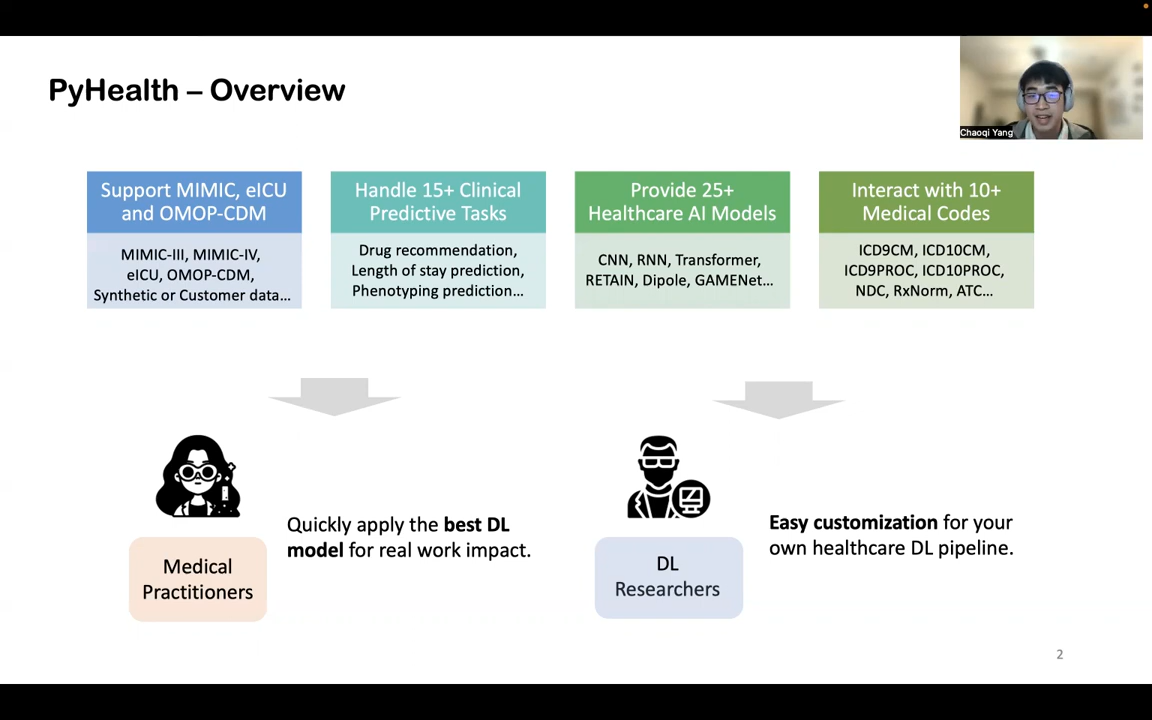 PyHealth – Overview
Chaoqi Yang
Support MIMIC, eICU
and OMOP-CDM
MIMIC-III, MIMIC-IV,
eICU, OMOP-CDM,
Synthetic or Customer data...
Handle 15+ Clinical
Predictive Tasks
Drug recommendation,
Length of stay prediction,
Phenotyping prediction...
Provide 25+
Healthcare AI Models
CNN, RNN, Transformer,
RETAIN, Dipole, GAMENet...
Interact with 10+
Medical Codes
ICD9CM, ICD10CM,
ICD9PROC, ICD10PROC,
NDC, RxNorm, ATC...
Medical
Practitioners
Quickly apply the best DL
model for real work impact.
DL
Researchers
Easy customization for your
own healthcare DL pipeline.
2